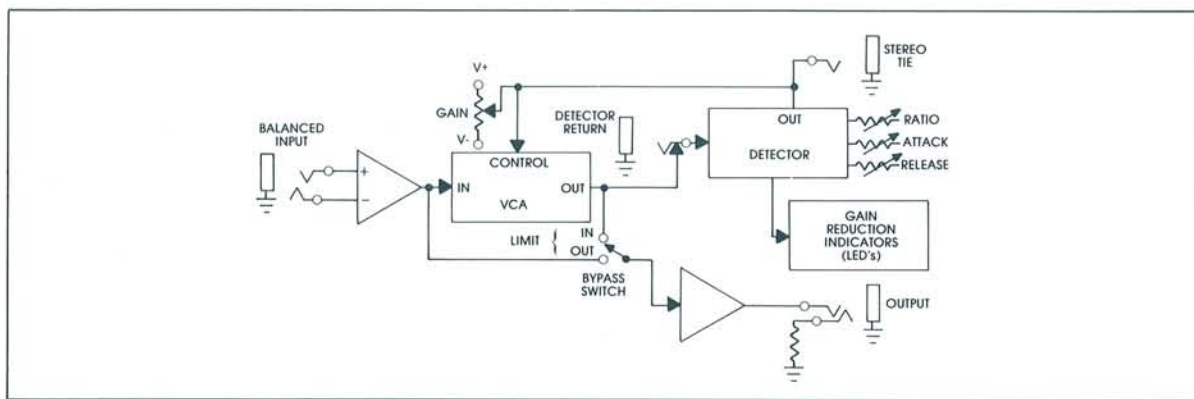 STEREO
TIE
V+
GAIN
V-
BALANCED
INPUT
+
−
DETECTOR
RETURN
CONTROL
IN
OUT
VCA
OUT
DETECTOR
RATIO
ATTACK
RELEASE
LIMIT {
IN
OUT
BYPASS
SWITCH
GAIN
REDUCTION
INDICATORS
(LED's)
OUTPUT